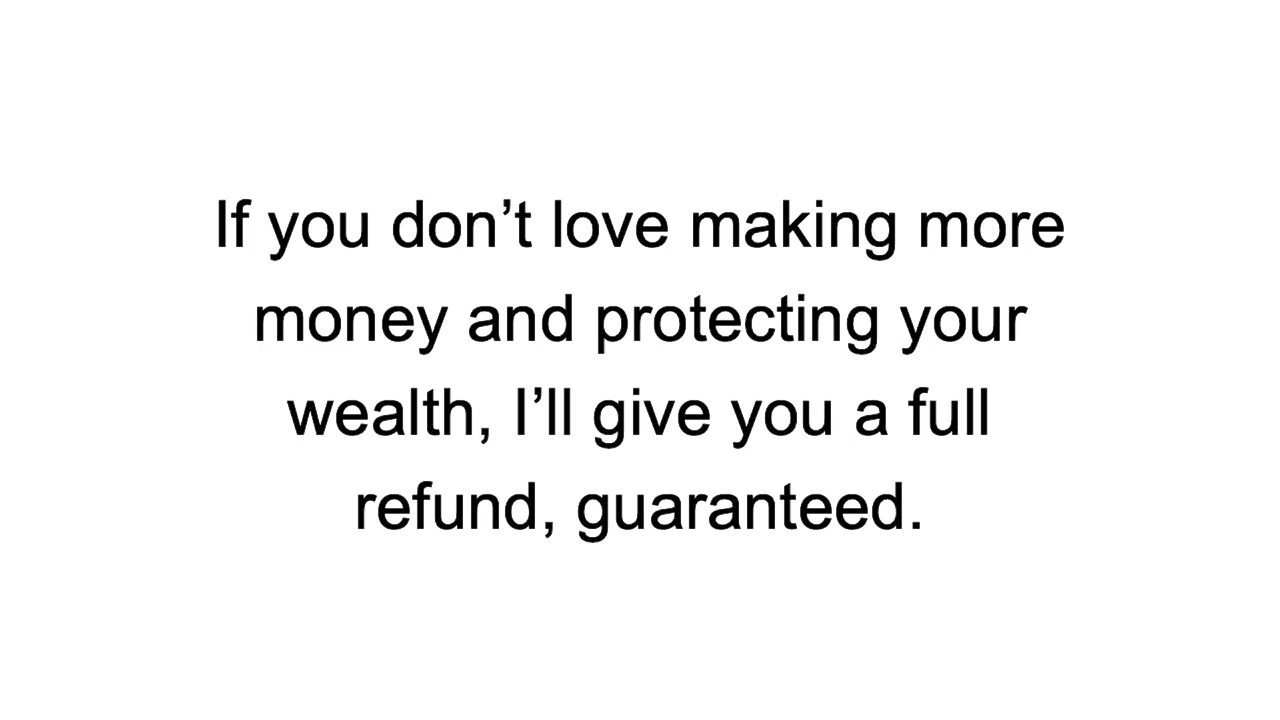 If you don’t love making more
money and protecting your
wealth, I’ll give you a full
refund, guaranteed.